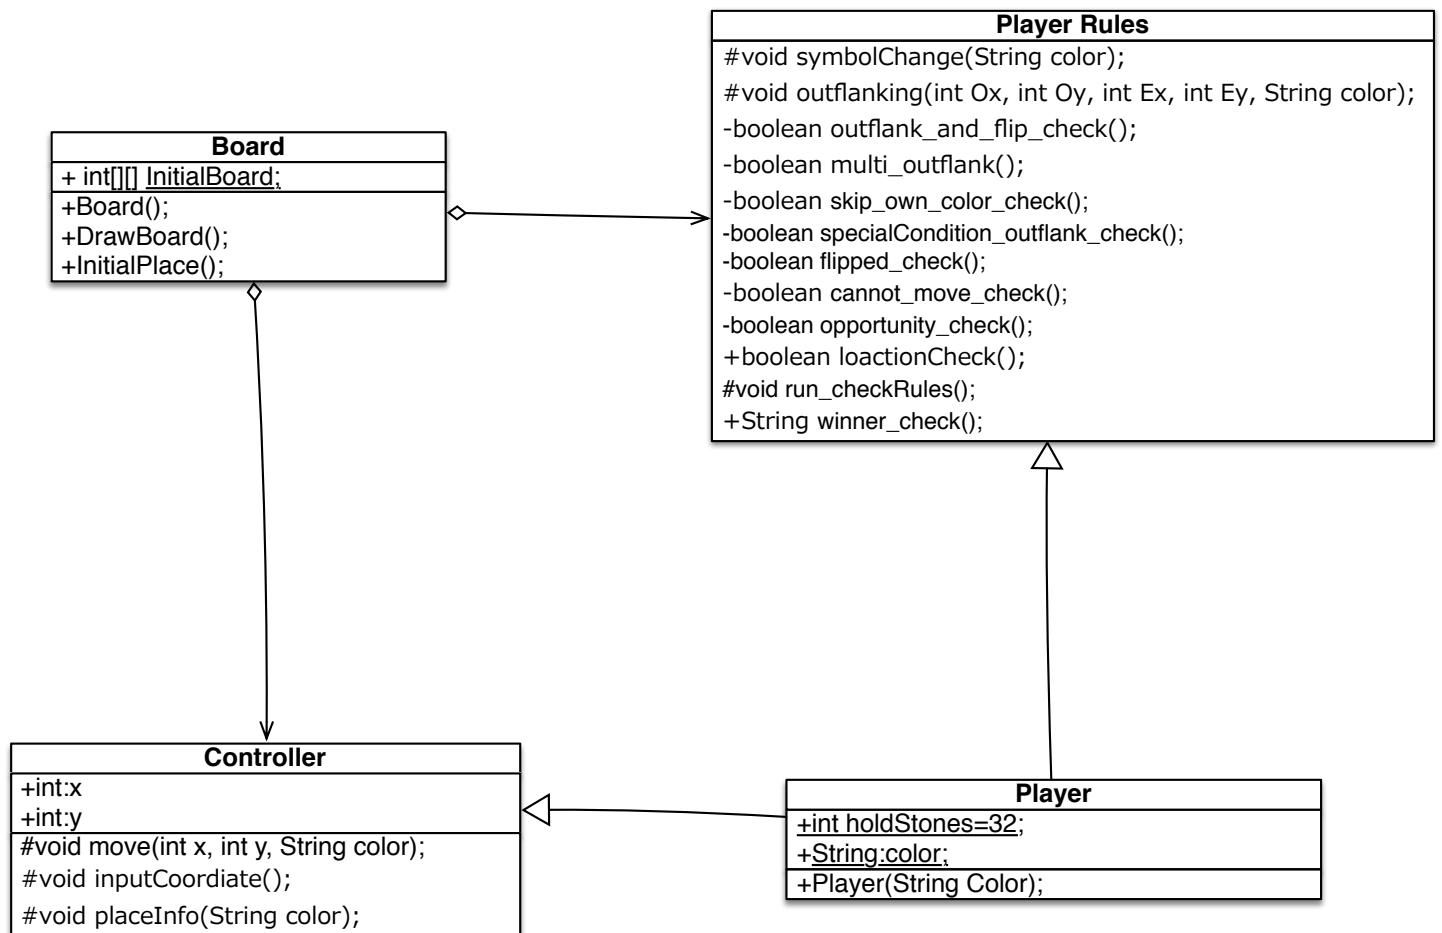 Player Rules
#void symbolChange(String color);
#void outflanking(int Ox, int Oy, int Ex, int Ey, String color);
-boolean outflank_and_flip_check();
-boolean multi_outflank();
-boolean skip_own_color_check();
-boolean specialCondition_outflank_check();
-boolean flipped_check();
-boolean cannot_move_check();
-boolean opportunity_check();
+boolean loactionCheck();
#void run_checkRules();
+String winner_check();
Board
+ int[][] InitialBoard;
+Board();
+DrawBoard();
+InitialPlace();
Controller
+int:x
+int:y
#void move(int x, int y, String color);
#void inputCoordiate();
#void placeInfo(String color);
Player
+int holdStones=32;
+String:color;
+Player(String Color);